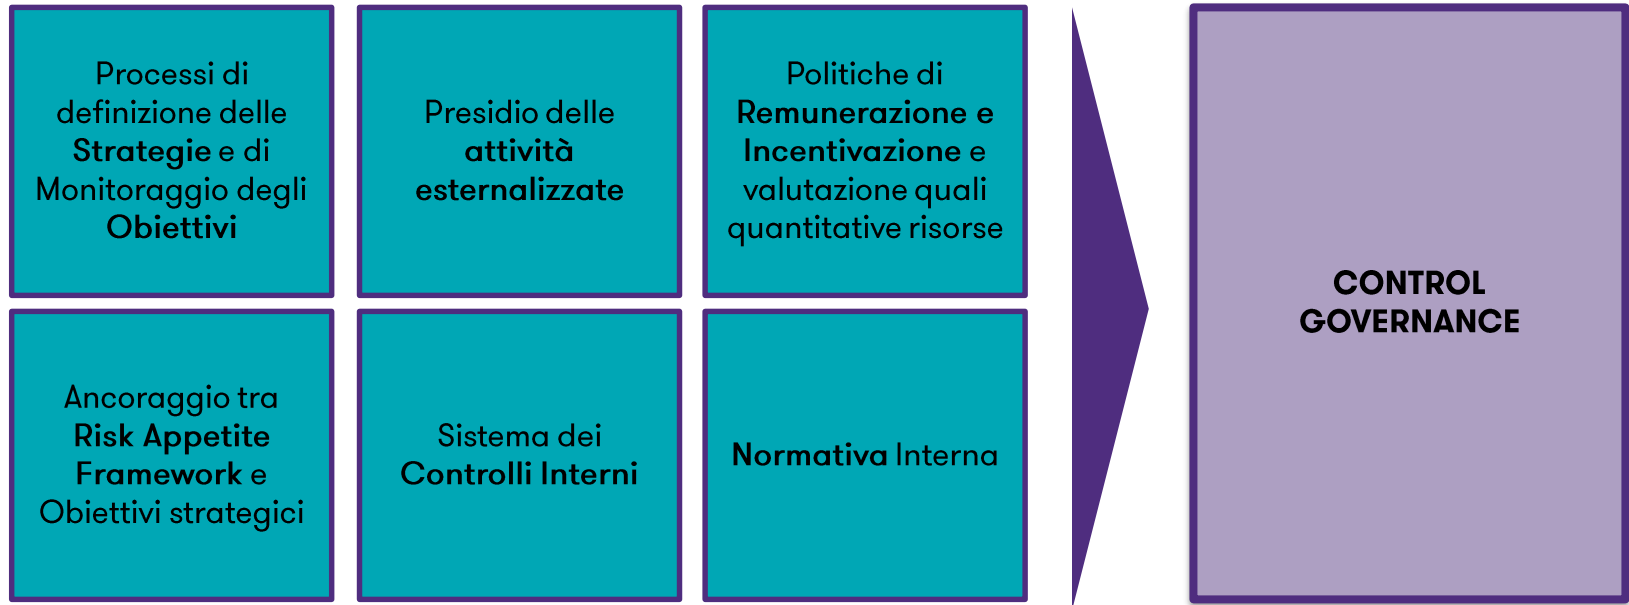 Processi di
definizione delle
Strategie e di
Monitoraggio degli
Obiettivi
Presidio delle
attività
esternalizzate
Politiche di
Remunerazione e
Incentivazione e
valutazione quali
quantitative risorse
Ancoraggio tra
Risk Appetite
Framework e
Obiettivi strategici
Sistema dei
Controlli Interni
Normativa Interna
CONTROL
GOVERNANCE